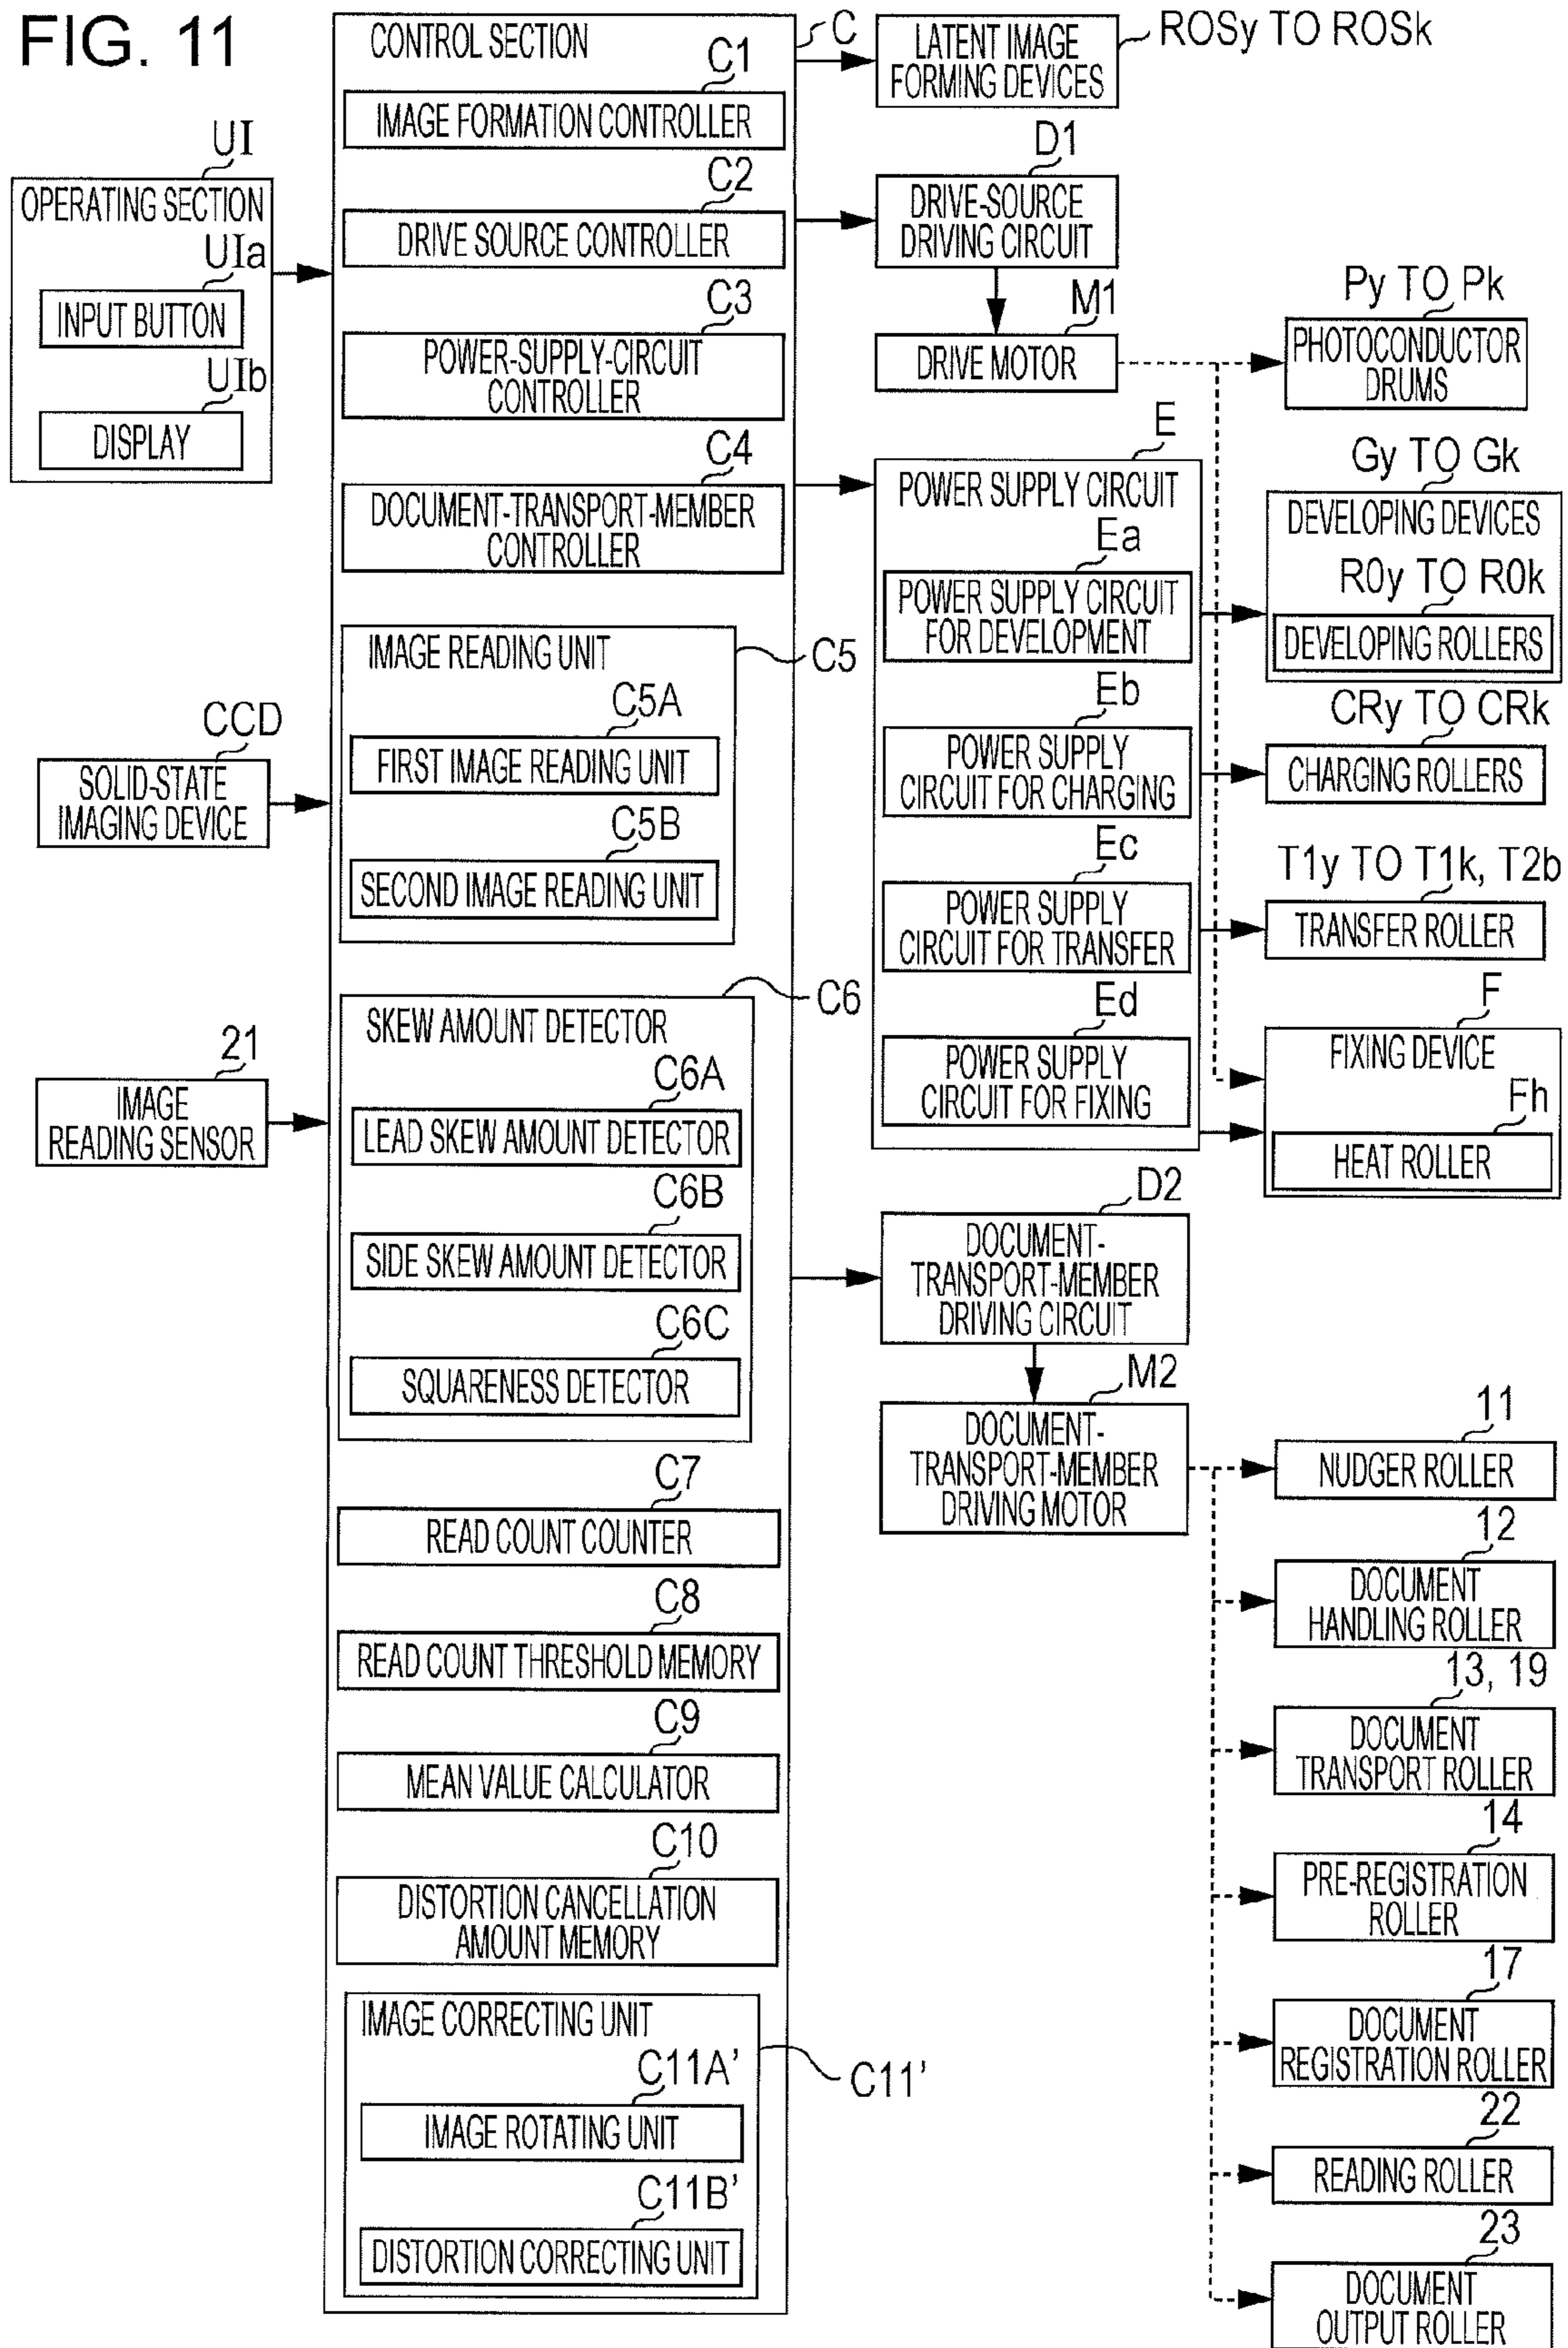 FIG. 11
UI
OPERATING SECTION
UIa
INPUT BUTTON
UIb
DISPLAY
CCD
SOLID-STATE
IMAGING DEVICE
21
IMAGE
READING SENSOR
C
CONTROL SECTION
C1
IMAGE FORMATION CONTROLLER
C2
DRIVE SOURCE CONTROLLER
C3
POWER-SUPPLY-CIRCUIT
CONTROLLER
C4
DOCUMENT-TRANSPORT-MEMBER
CONTROLLER
IMAGE READING UNIT
C5
C5A
FIRST IMAGE READING UNIT
C5B
SECOND IMAGE READING UNIT
C6
SKEW AMOUNT DETECTOR
C6A
LEAD SKEW AMOUNT DETECTOR
C6B
SIDE SKEW AMOUNT DETECTOR
C6C
SQUARENESS DETECTOR
C7
READ COUNT COUNTER
C8
READ COUNT THRESHOLD MEMORY
C9
MEAN VALUE CALCULATOR
C10
DISTORTION CANCELLATION
AMOUNT MEMORY
IMAGE CORRECTING UNIT
C11'
C11A'
IMAGE ROTATING UNIT
C11B'
DISTORTION CORRECTING UNIT
LATENT IMAGE
FORMING DEVICES
ROSy TO ROSk
D1
DRIVE-SOURCE
DRIVING CIRCUIT
M1
DRIVE MOTOR
Py TO Pk
PHOTOCONDUCTOR
DRUMS
E
POWER SUPPLY CIRCUIT
Ea
POWER SUPPLY CIRCUIT
FOR DEVELOPMENT
Eb
POWER SUPPLY
CIRCUIT FOR CHARGING
Ec
POWER SUPPLY
CIRCUIT FOR TRANSFER
Ed
POWER SUPPLY
CIRCUIT FOR FIXING
Gy TO Gk
DEVELOPING DEVICES
R0y TO R0k
DEVELOPING ROLLERS
CRy TO CRk
CHARGING ROLLERS
T1y TO T1k, T2b
TRANSFER ROLLER
F
FIXING DEVICE
Fh
HEAT ROLLER
D2
DOCUMENT-
TRANSPORT-MEMBER
DRIVING CIRCUIT
M2
DOCUMENT-
TRANSPORT-MEMBER
DRIVING MOTOR
11
NUDGER ROLLER
12
DOCUMENT
HANDLING ROLLER
13, 19
DOCUMENT
TRANSPORT ROLLER
14
PRE-REGISTRATION
ROLLER
17
DOCUMENT
REGISTRATION ROLLER
22
READING ROLLER
23
DOCUMENT
OUTPUT ROLLER